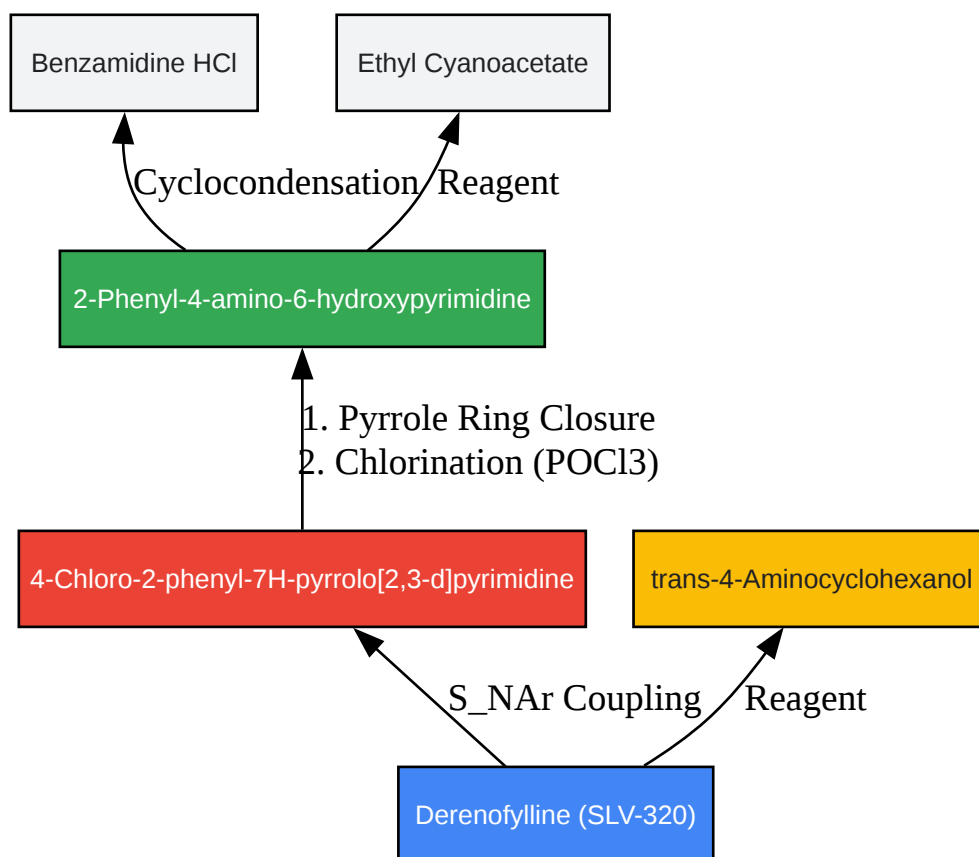 Benzamidine HCl
Ethyl Cyanoacetate
Cyclocondensation
Reagent
2-Phenyl-4-amino-6-hydroxypyrimidine
1. Pyrrole Ring Closure
2. Chlorination (POCl3)
4-Chloro-2-phenyl-7H-pyrrolo[2,3-d]pyrimidine
trans-4-Aminocyclohexanol
S_NAr Coupling
Reagent
Derenofylline (SLV-320)